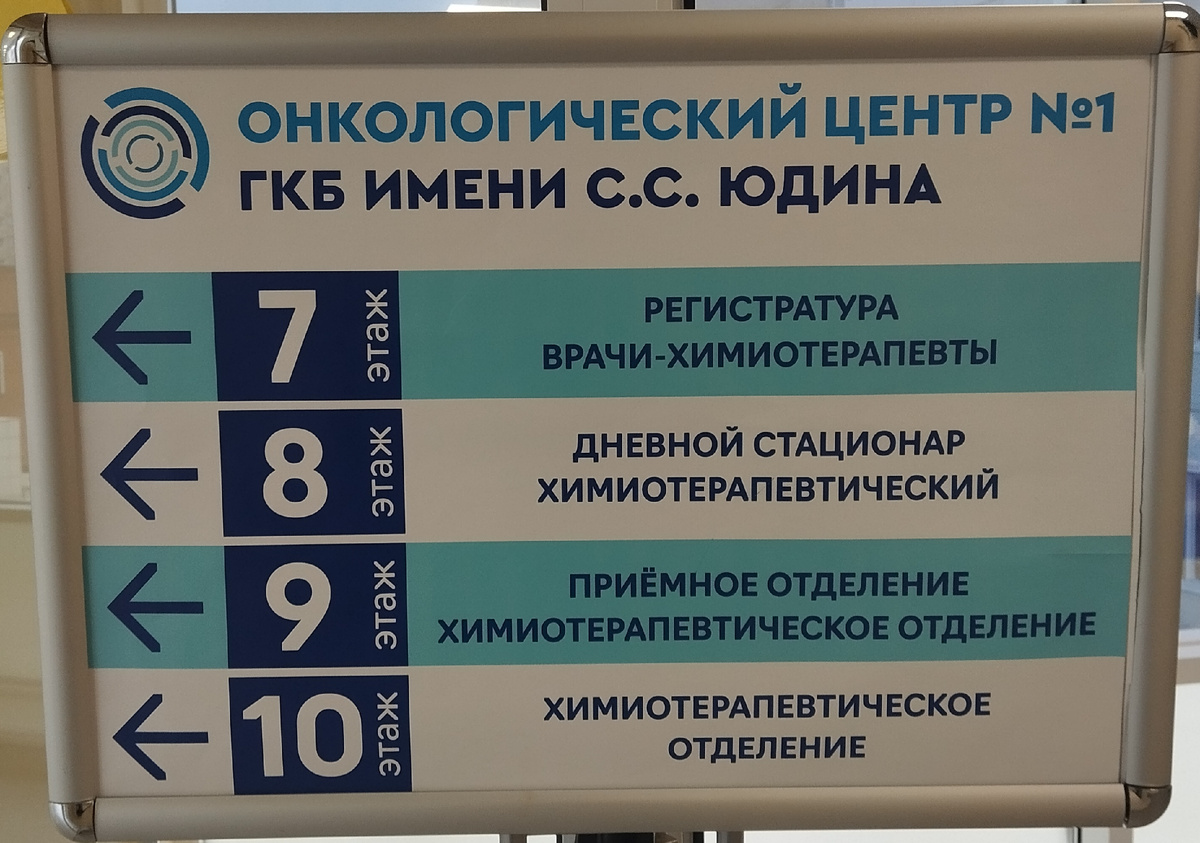 ОНКОЛОГИЧЕСКИЙ ЦЕНТР №1
ГКБ ИМЕНИ С.С. ЮДИНА
7 этаж
РЕГИСТРАТУРА
ВРАЧИ-ХИМИОТЕРАПЕВТЫ
8 этаж
ДНЕВНОЙ СТАЦИОНАР
ХИМИОТЕРАПЕВТИЧЕСКИЙ
9 этаж
ПРИЁМНОЕ ОТДЕЛЕНИЕ
ХИМИОТЕРАПЕВТИЧЕСКОЕ ОТДЕЛЕНИЕ
10 этаж
ХИМИОТЕРАПЕВТИЧЕСКОЕ
ОТДЕЛЕНИЕ